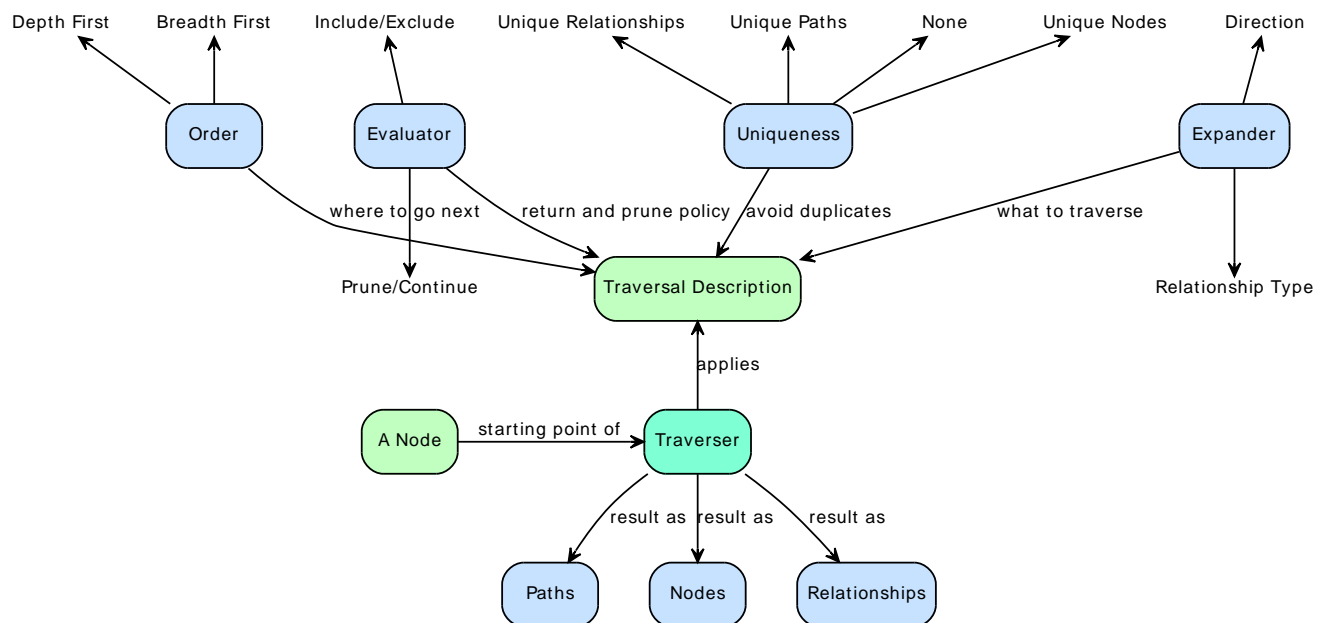 Depth First
Breadth First
Include/Exclude
Unique Relationships
Unique Paths
None
Unique Nodes
Direction
Order
Evaluator
Uniqueness
Expander
where to go next
return and prune policy
avoid duplicates
what to traverse
Prune/Continue
Traversal Description
Relationship Type
applies
A Node
starting point of
Traverser
result as
result as
result as
Paths
Nodes
Relationships